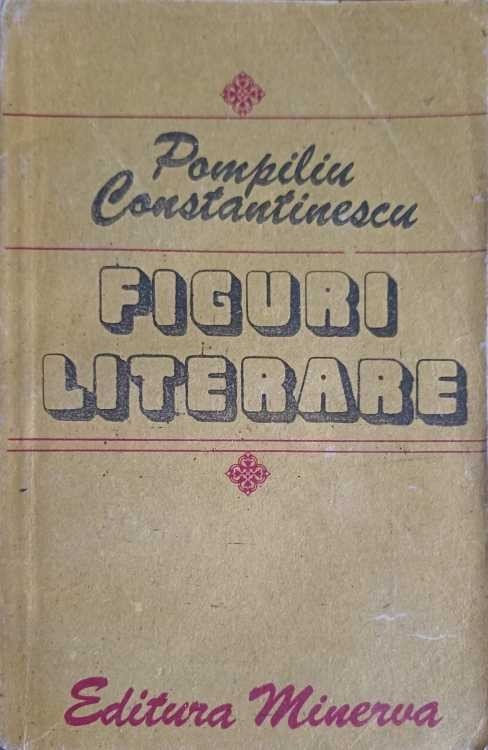 Pompiliu
Constantinescu
FIGURI
LITERARE
Editura Minerva